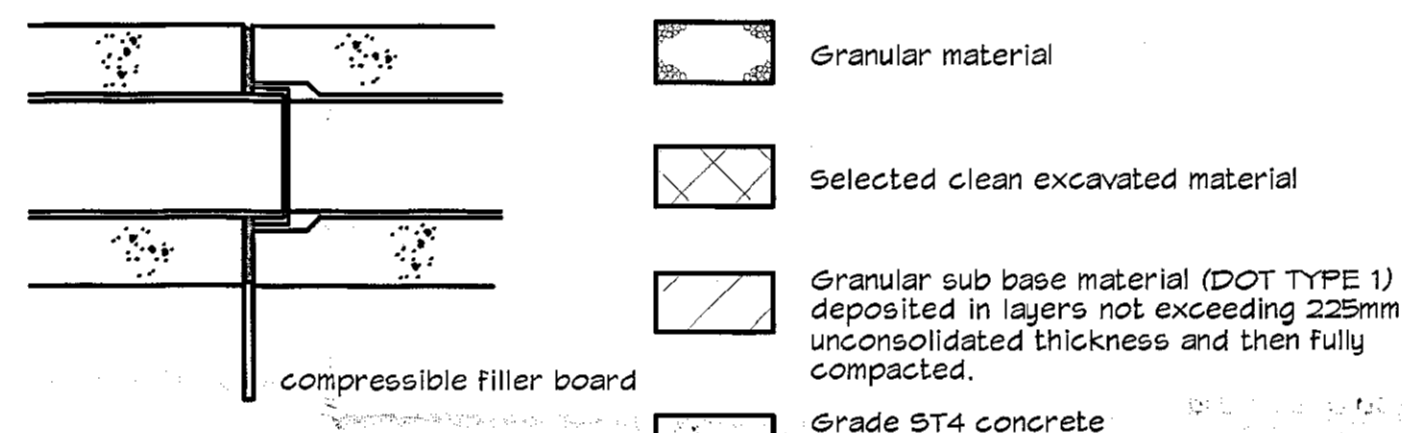 Granular material
Selected clean excavated material
Granular sub base material (DOT TYPE 1)
deposited in layers not exceeding 225mm
unconsolidated thickness and then fully
compacted.
compressible filler board
Grade ST4 concrete